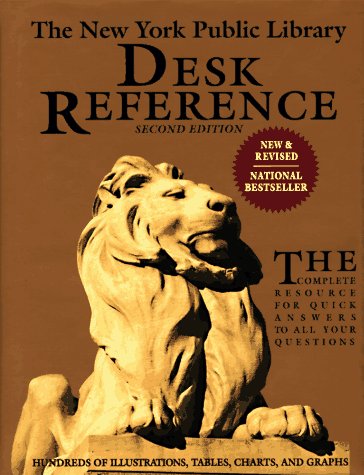 The New York Public Library
DESK
REFERENCE
SECOND EDITION
NEW &
REVISED
NATIONAL
BESTSELLER
THE
COMPLETE
RESOURCE
FOR QUICK
ANSWERS
TO ALL YOUR
QUESTIONS
HUNDREDS OF ILLUSTRATIONS, TABLES, CHARTS, AND GRAPHS